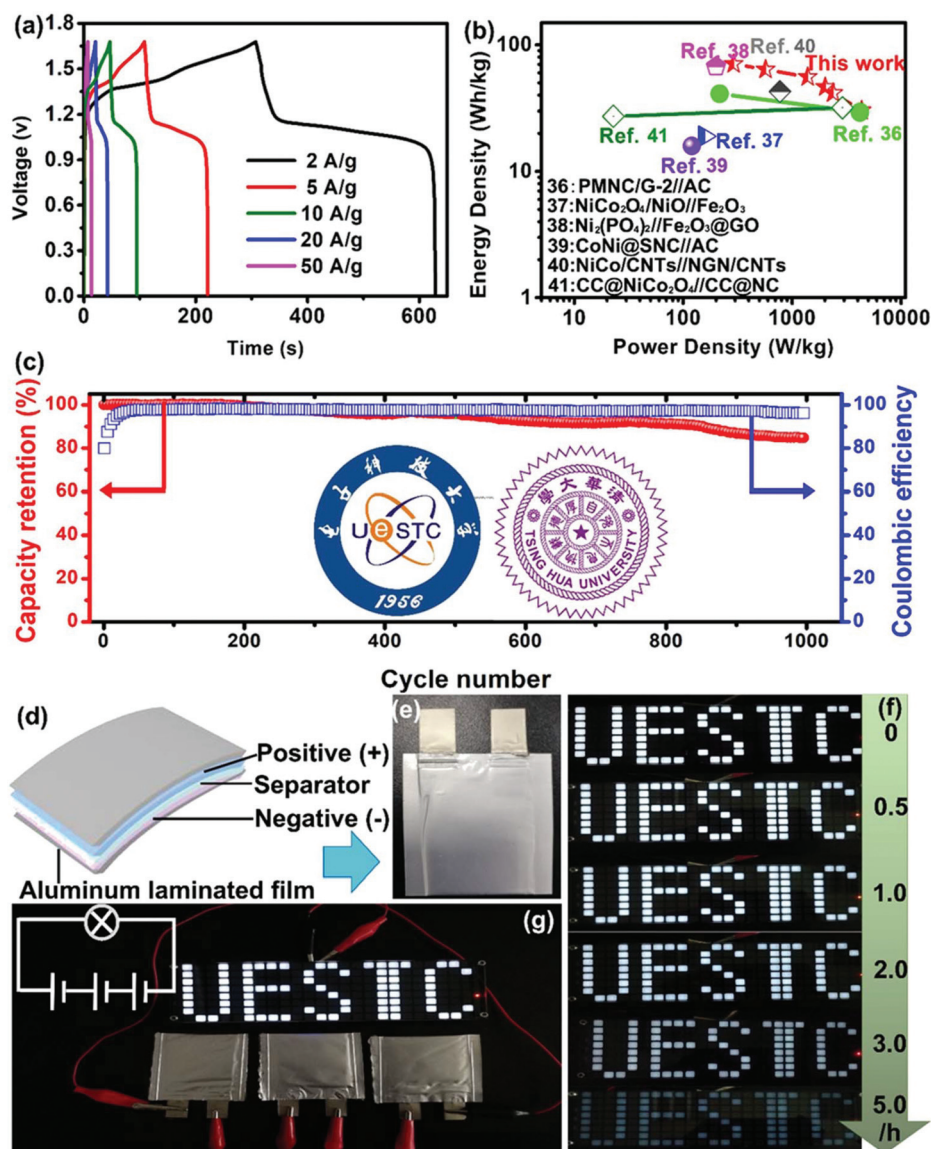 (a)
1.8
1.5
1.2
0.9
0.6
0.3
0.0
Voltage (v)
2 A/g
5 A/g
10 A/g
20 A/g
50 A/g
0 100 200 300 400 500 600
Time (s)
(b)
100
10
1
Energy Density (Wh/kg)
Ref. 38
Ref. 40
This work
Ref. 41
Ref. 37
Ref. 36
Ref. 39
36:PMNC/G-2//AC
37:NiCo₂O₄/NiO//Fe₂O₃
38:Ni₂(PO₄)₂//Fe₂O₃@GO
39:CoNi@SNC//AC
40:NiCo/CNTs//NGN/CNTs
41:CC@NiCo₂O₄//CC@NC
10 100 1000 10000
Power Density (W/kg)
(c)
Capacity retention (%)
100
80
60
40
20
0
UeSTC
1956
TSING HUA UNIVERSITY
100
80
60
40
20
0
Coulombic efficiency
0 200 400 600 800 1000
Cycle number
(d)
Positive (+)
Separator
Negative (-)
Aluminum laminated film
(e)
(f)
UESTC
0
UESTC
0.5
UESTC
1.0
UESTC
2.0
UESTC
3.0
UESTC
5.0
/h
(g)
UESTC